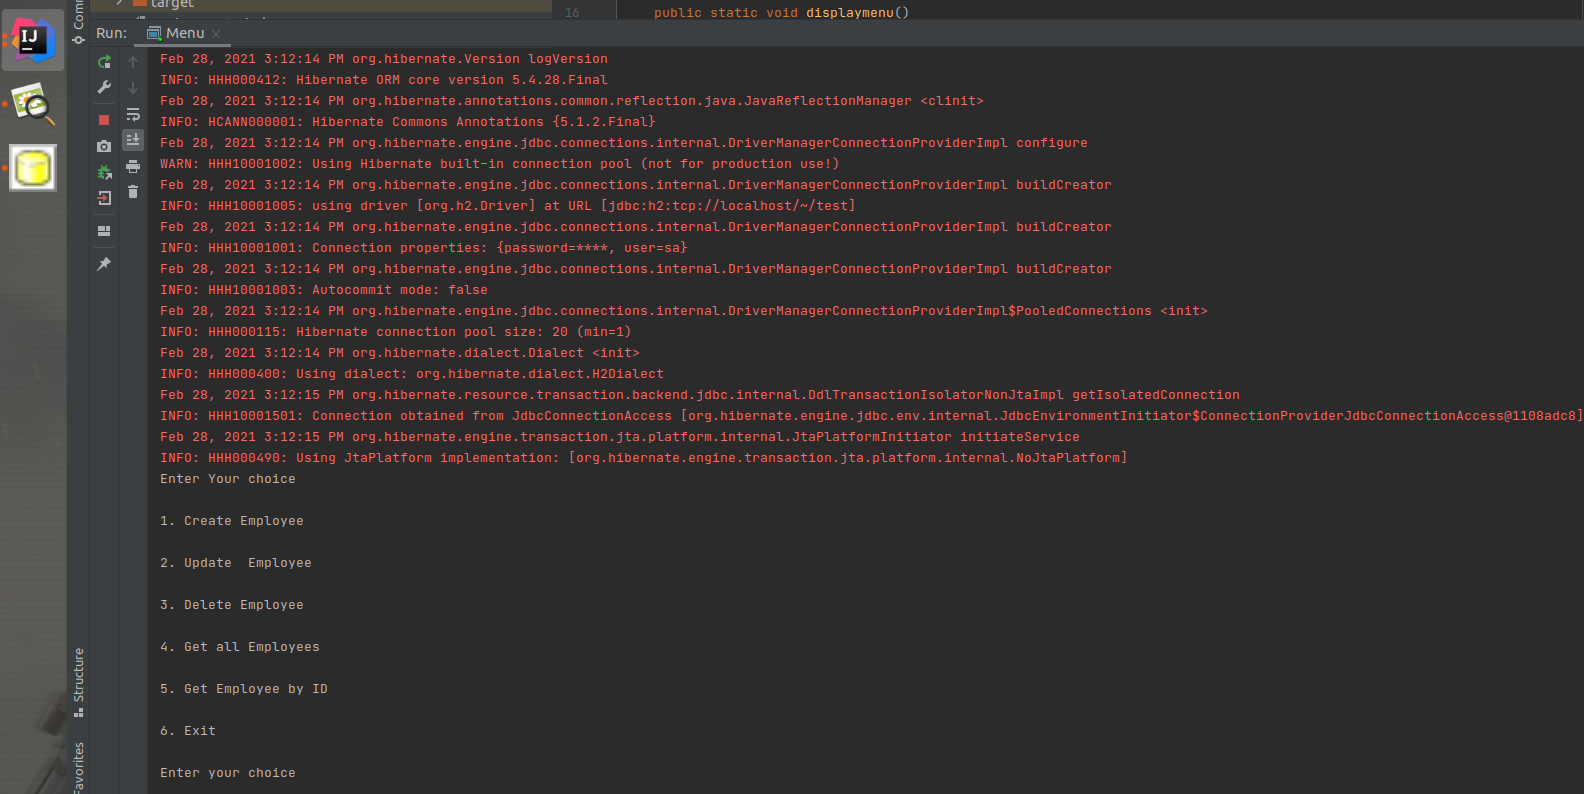 target
16 public static void displaymenu()
Run: Menu
Feb 28, 2021 3:12:14 PM org.hibernate.Version logVersion
INFO: HHH000412: Hibernate ORM core version 5.4.28.Final
Feb 28, 2021 3:12:14 PM org.hibernate.annotations.common.reflection.java.JavaReflectionManager <clinit>
INFO: HCANN000001: Hibernate Commons Annotations {5.1.2.Final}
Feb 28, 2021 3:12:14 PM org.hibernate.engine.jdbc.connections.internal.DriverManagerConnectionProviderImpl configure
WARN: HHH10001002: Using Hibernate built-in connection pool (not for production use!)
Feb 28, 2021 3:12:14 PM org.hibernate.engine.jdbc.connections.internal.DriverManagerConnectionProviderImpl buildCreator
INFO: HHH10001005: using driver [org.h2.Driver] at URL [jdbc:h2:tcp://localhost/~/test]
Feb 28, 2021 3:12:14 PM org.hibernate.engine.jdbc.connections.internal.DriverManagerConnectionProviderImpl buildCreator
INFO: HHH10001001: Connection properties: {password=****, user=sa}
Feb 28, 2021 3:12:14 PM org.hibernate.engine.jdbc.connections.internal.DriverManagerConnectionProviderImpl buildCreator
INFO: HHH10001003: Autocommit mode: false
Feb 28, 2021 3:12:14 PM org.hibernate.engine.jdbc.connections.internal.DriverManagerConnectionProviderImpl$PooledConnections <init>
INFO: HHH000115: Hibernate connection pool size: 20 (min=1)
Feb 28, 2021 3:12:14 PM org.hibernate.dialect.Dialect <init>
INFO: HHH000400: Using dialect: org.hibernate.dialect.H2Dialect
Feb 28, 2021 3:12:15 PM org.hibernate.resource.transaction.backend.jdbc.internal.DdlTransactionIsolatorNonJtaImpl getIsolatedConnection
INFO: HHH10001501: Connection obtained from JdbcConnectionAccess [org.hibernate.engine.jdbc.env.internal.JdbcEnvironmentInitiator$ConnectionProviderJdbcConnectionAccess@1108adc8]
Feb 28, 2021 3:12:15 PM org.hibernate.engine.transaction.jta.platform.internal.JtaPlatformInitiator initiateService
INFO: HHH000490: Using JtaPlatform implementation: [org.hibernate.engine.transaction.jta.platform.internal.NoJtaPlatform]
Enter Your choice
1. Create Employee
2. Update  Employee
3. Delete Employee
4. Get all Employees
5. Get Employee by ID
6. Exit
Enter your choice
IJ
Structure
Favorites